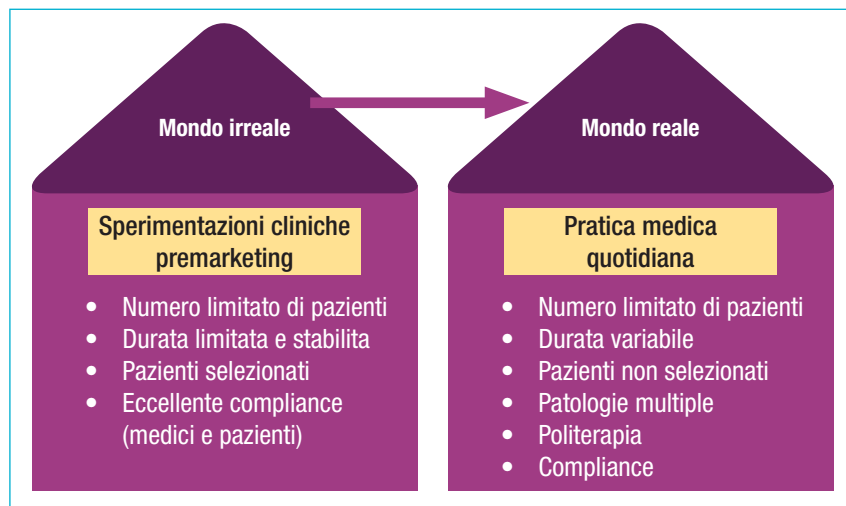 Mondo irreale
Sperimentazioni cliniche
premarketing
• Numero limitato di pazienti
• Durata limitata e stabilita
• Pazienti selezionati
• Eccellente compliance
(medici e pazienti)
Mondo reale
Pratica medica
quotidiana
• Numero limitato di pazienti
• Durata variabile
• Pazienti non selezionati
• Patologie multiple
• Politerapia
• Compliance